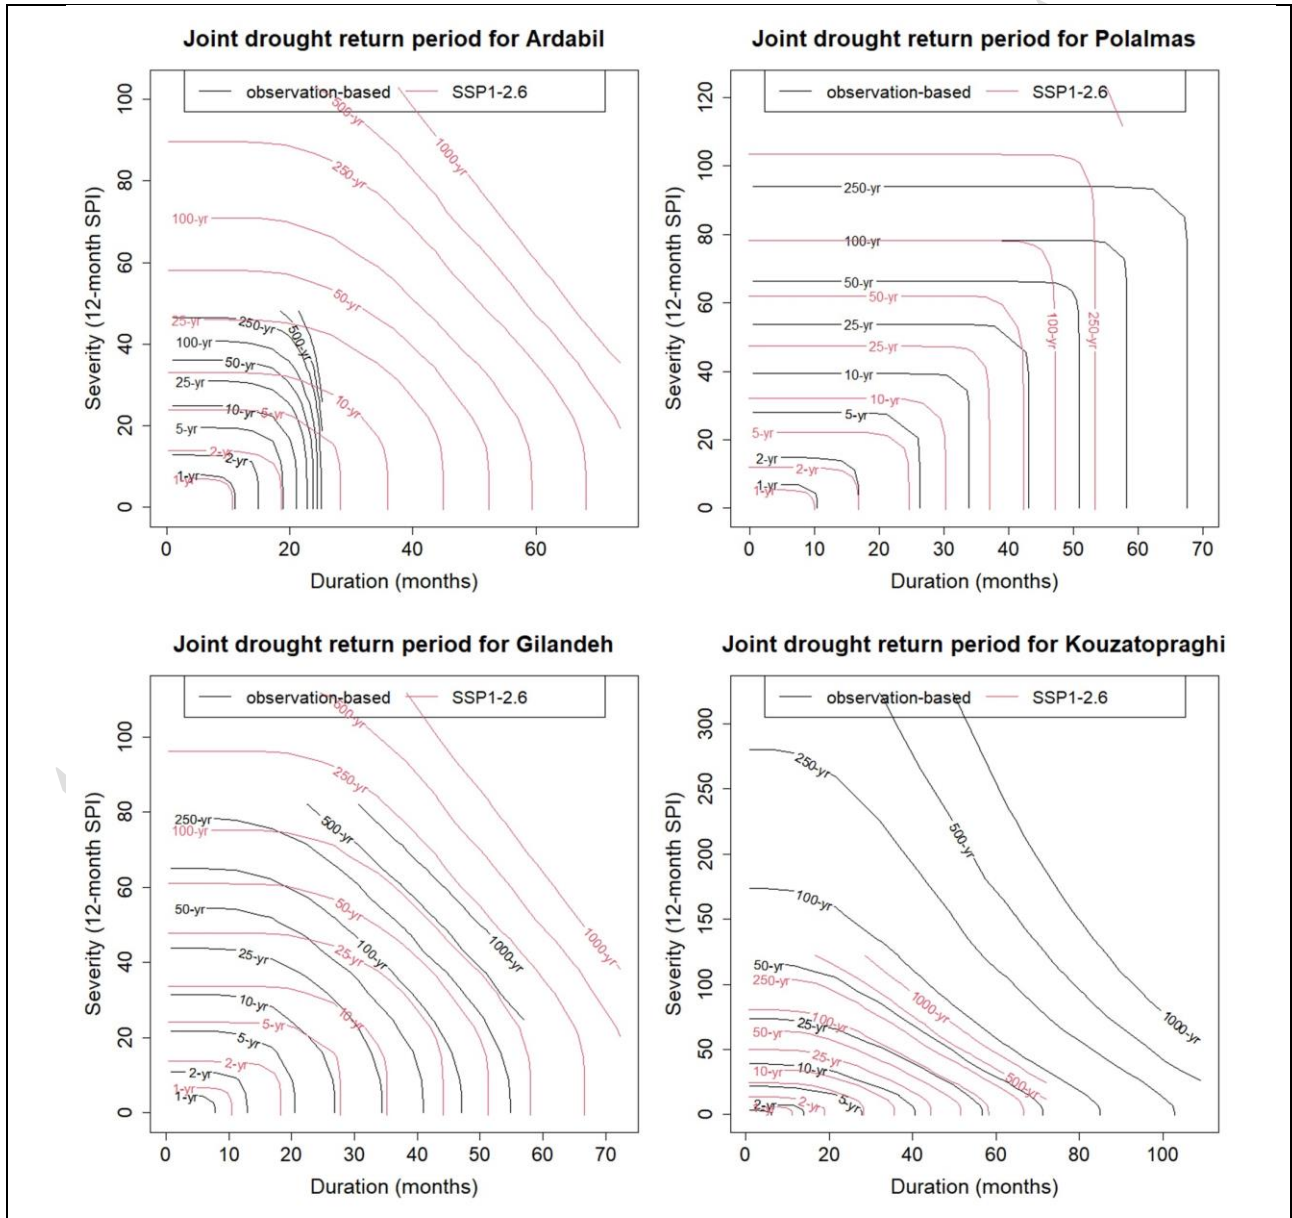 Joint drought return period for Ardabil
observation-based
SSP1-2.6
500-yr
1000-yr
250-yr
100-yr
50-yr
25-yr
250-yr
500-yr
100-yr
50-yr
25-yr
10-yr
10-yr
5-yr
5-yr
2-yr
2-yr
1-yr
1-yr
0 20 40 60 80 100
Severity (12-month SPI)
0 20 40 60
Duration (months)
Joint drought return period for Polalmas
observation-based
SSP1-2.6
250-yr
100-yr
50-yr
50-yr
25-yr
100-yr
250-yr
25-yr
10-yr
10-yr
5-yr
5-yr
2-yr
2-yr
1-yr
1-yr
0 20 40 60 80 100 120
Severity (12-month SPI)
0 10 20 30 40 50 60 70
Duration (months)
Joint drought return period for Gilandeh
observation-based
SSP1-2.6
500-yr
250-yr
250-yr
100-yr
500-yr
50-yr
50-yr
1000-yr
1000-yr
100-yr
25-yr
25-yr
10-yr
10-yr
5-yr
5-yr
2-yr
2-yr
1-yr
1-yr
0 20 40 60 80 100
Severity (12-month SPI)
0 10 20 30 40 50 60 70
Duration (months)
Joint drought return period for Kouzatopraghi
observation-based
SSP1-2.6
250-yr
500-yr
100-yr
50-yr
250-yr
1000-yr
100-yr
25-yr
50-yr
1000-yr
25-yr
10-yr
10-yr
500-yr
5-yr
2-yr
2-yr
0 50 100 150 200 250 300
Severity (12-month SPI)
0 20 40 60 80 100
Duration (months)